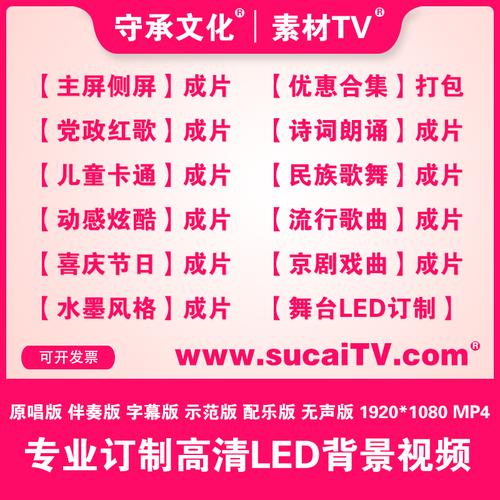 守承文化® | 素材TV®
【主屏侧屏】成片 【优惠合集】打包
【党政红歌】成片 【诗词朗诵】成片
【儿童卡通】成片 【民族歌舞】成片
【动感炫酷】成片 【流行歌曲】成片
【喜庆节日】成片 【京剧戏曲】成片
【水墨风格】成片 【舞台LED订制】
可开发票 www.sucaiTV.com®
原唱版 伴奏版 字幕版 示范版 配乐版 无声版 1920*1080 MP4
专业订制高清LED背景视频